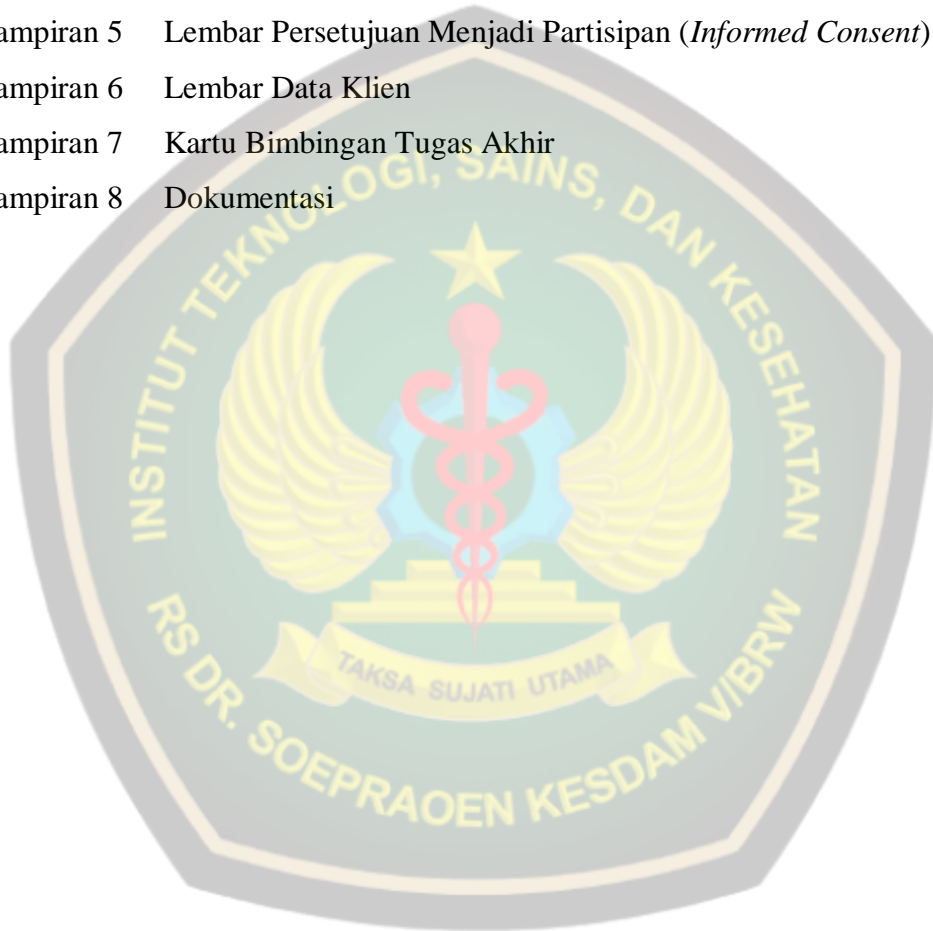 ampiran 5 Lembar Persetujuan Menjadi Partisipan (Informed Consent)
ampiran 6 Lembar Data Klien
ampiran 7 Kartu Bimbingan Tugas Akhir
ampiran 8 Dokumentasi
INSTITUT TEKNOLOGI, SAINS, DAN KESEHATAN
TAKSA SUJATI UTAMA
RS DR. SOEPRAOEN KESDAM V/BRW